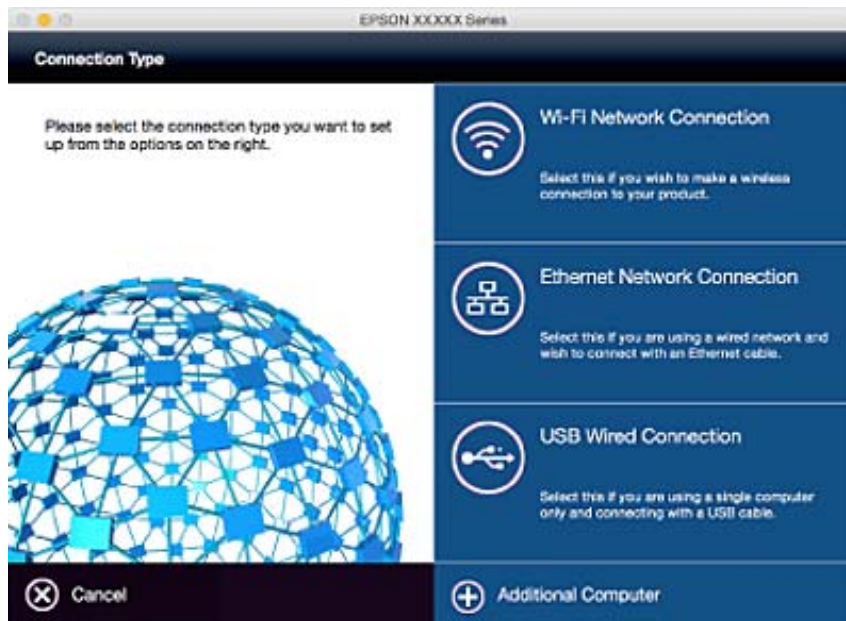 EPSON XXXXX Series
Connection Type
Please select the connection type you want to set
up from the options on the right.
Wi-Fi Network Connection
Select this if you wish to make a wireless
connection to your product.
Ethernet Network Connection
Select this if you are using a wired network and
wish to connect with an Ethernet cable.
USB Wired Connection
Select this if you are using a single computer
only and connecting with a USB cable.
Cancel
Additional Computer